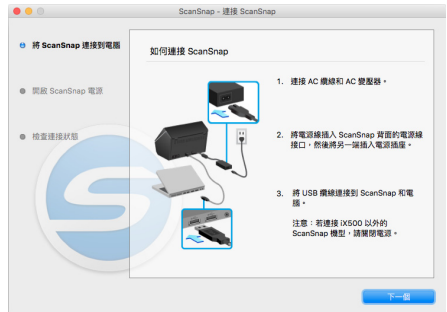 ScanSnap - 連接 ScanSnap
將 ScanSnap 連接到電腦
開啟 ScanSnap 電源
檢查連接狀態
如何連接 ScanSnap
1. 連接 AC 纜線和 AC 變壓器。
2. 將電源線插入 ScanSnap 背面的電源線
接口，然後將另一端插入電源插座。
3. 將 USB 纜線連接到 ScanSnap 和電
腦。
注意：若連接 iX500 以外的
ScanSnap 機型，請關閉電源。
下一個